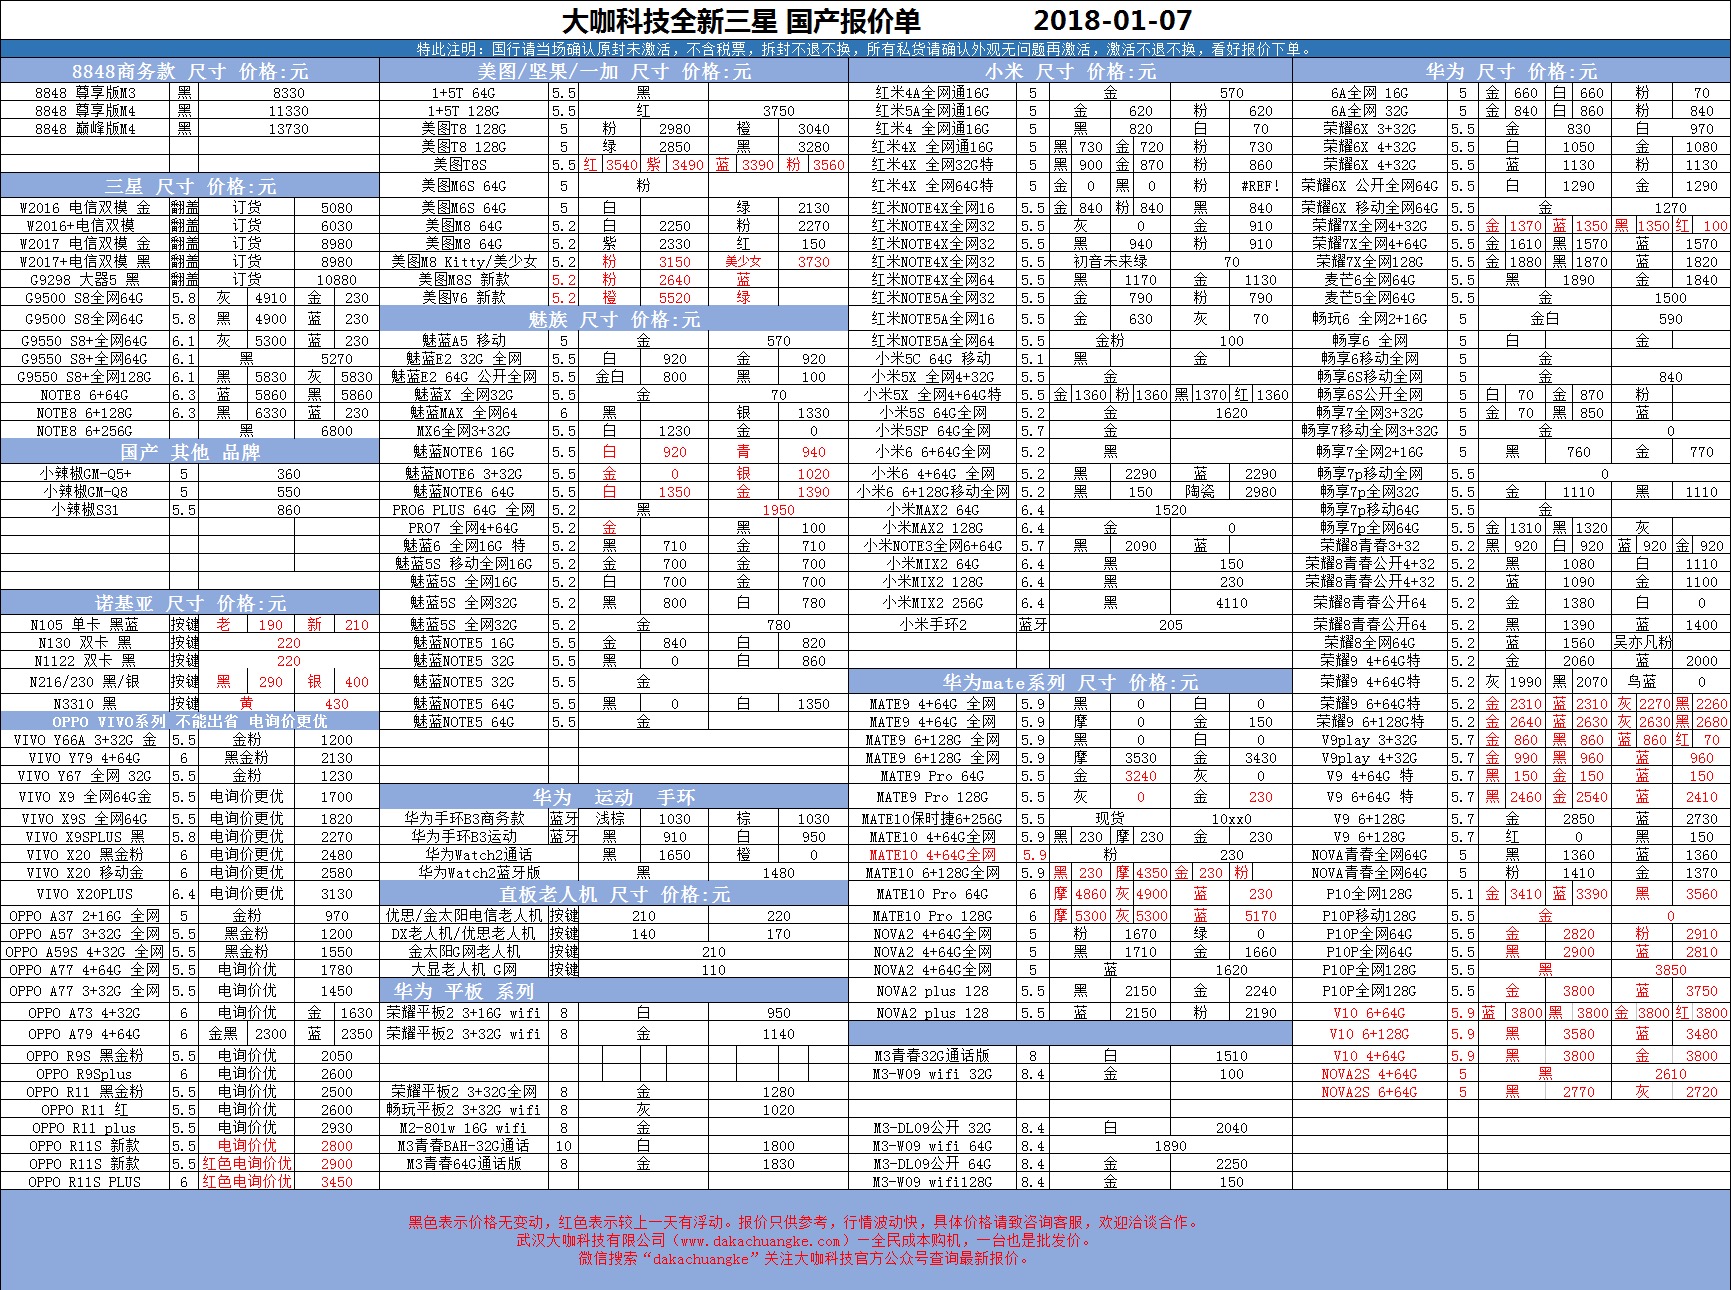 大咖科技全新三星 国产报价单 2018-01-07
特此注明：国行请当场确认原封未激活，不含税票，拆封不退不换，所有私货请确认外观无问题再激活，激活不退不换，看好报价下单。
8848商务款 尺寸 价格:元
8848 尊享版M3 黑 8330
8848 尊享版M4 黑 11330
8848 巅峰版M4 黑 13730
三星 尺寸 价格:元
W2016 电信双模 金 翻盖 订货 5080
W2016+电信双模 翻盖 订货 6030
W2017 电信双模 金 翻盖 订货 8980
W2017+电信双模 黑 翻盖 订货 8980
G9298 大器5 黑 翻盖 订货 10880
G9500 S8全网64G 5.8 灰 4910 金 230
G9500 S8全网64G 5.8 黑 4900 蓝 230
G9550 S8+全网64G 6.1 灰 5300 蓝 230
G9550 S8+全网64G 6.1 黑 5270
G9550 S8+全网128G 6.1 黑 5830 灰 5830
NOTE8 6+64G 6.3 蓝 5860 黑 5860
NOTE8 6+128G 6.3 黑 6330 蓝 230
NOTE8 6+256G 黑 6800
国产 其他 品牌
小辣椒GM-Q5+ 5 360
小辣椒GM-Q8 5 550
小辣椒S31 5.5 860
诺基亚 尺寸 价格:元
N105 单卡 黑蓝 按键 老 190 新 210
N130 双卡 黑 按键 220
N1122 双卡 黑 按键 220
N216/230 黑/银 按键 黑 290 银 400
N3310 黑 按键 黄 430
OPPO VIVO系列 不能出省 电询价更优
VIVO Y66A 3+32G 金 5.5 金粉 1200
VIVO Y79 4+64G 6 黑金粉 2130
VIVO Y67 全网 32G 5.5 金粉 1230
VIVO X9 全网64G金 5.5 电询价更优 1700
VIVO X9S 全网64G 5.5 电询价更优 1820
VIVO X9SPLUS 黑 5.8 电询价更优 2270
VIVO X20 黑金粉 6 电询价更优 2480
VIVO X20 移动金 6 电询价更优 2580
VIVO X20PLUS 6.4 电询价更优 3130
OPPO A37 2+16G 全网 5 金粉 970
OPPO A57 3+32G 全网 5.5 黑金粉 1200
OPPO A59S 4+32G 全网 5.5 黑金粉 1550
OPPO A77 4+64G 全网 5.5 电询价优 1780
OPPO A77 3+32G 全网 5.5 电询价优 1450
OPPO A73 4+32G 6 电询价优 金 1630
OPPO A79 4+64G 6 金黑 2300 蓝 2350
OPPO R9S 黑金粉 5.5 电询价优 2050
OPPO R9Splus 6 电询价优 2600
OPPO R11 黑金粉 5.5 电询价优 2500
OPPO R11 红 5.5 电询价优 2600
OPPO R11 plus 5.5 电询价优 2930
OPPO R11S 新款 5.5 电询价优 2800
OPPO R11S 新款 5.5 红色电询价优 2900
OPPO R11S PLUS 6 红色电询价优 3450
美图/坚果/一加 尺寸 价格:元
1+5T 64G 5.5 黑
1+5T 128G 5.5 红 3750
美图T8 128G 5 粉 2980 橙 3040
美图T8 128G 5 绿 2850 黑 3280
美图T8S 5.5 红 3540 紫 3490 蓝 3390 粉 3560
美图M6S 64G 5 粉
美图M6S 64G 5 白 绿 2130
美图M8 64G 5.2 白 2250 粉 2270
美图M8 64G 5.2 紫 2330 红 150
美图M8 Kitty/美少女 5.2 粉 3150 美少女 3730
美图M8S 新款 5.2 粉 2640 蓝
美图V6 新款 5.2 橙 5520 绿
魅族 尺寸 价格:元
魅蓝A5 移动 5 金 570
魅蓝E2 32G 全网 5.5 白 920 金 920
魅蓝E2 64G 公开全网 5.5 金白 800 黑 100
魅蓝X 全网32G 5.5 金 70
魅蓝MAX 全网64 6 黑 银 1330
MX6全网3+32G 5.5 白 1230 金 0
魅蓝NOTE6 16G 5.5 白 920 青 940
魅蓝NOTE6 3+32G 5.5 金 0 银 1020
魅蓝NOTE6 64G 5.5 白 1350 金 1390
PRO6 PLUS 64G 全网 5.2 黑 1950
PRO7 全网4+64G 5.2 金 黑 100
魅蓝6 全网16G 特 5.2 黑 710 金 710
魅蓝5S 移动全网16G 5.2 金 700 金 700
魅蓝5S 全网16G 5.2 白 700 金 700
魅蓝5S 全网32G 5.2 黑 800 白 780
魅蓝5S 全网32G 5.2 金 780
魅蓝NOTE5 16G 5.5 金 840 白 820
魅蓝NOTE5 32G 5.5 黑 0 白 860
魅蓝NOTE5 32G 5.5 金
魅蓝NOTE5 64G 5.5 黑 0 白 1350
魅蓝NOTE5 64G 5.5 金
华为 运动 手环
华为手环B3商务款 蓝牙 浅棕 1030 棕 1030
华为手环B3运动 蓝牙 黑 910 白 950
华为Watch2通话 黑 1650 橙 0
华为Watch2蓝牙版 黑 1480
直板老人机 尺寸 价格:元
优思/金太阳电信老人机 按键 210 220
DX老人机/优思老人机 按键 140 170
金太阳G网老人机 按键 210
大显老人机 G网 按键 110
华为 平板 系列
荣耀平板2 3+16G wifi 8 白 950
荣耀平板2 3+32G wifi 8 金 1140
荣耀平板2 3+32G全网 8 金 1280
畅玩平板2 3+32G wifi 8 灰 1020
M2-801w 16G wifi 8 金
M3青春BAH-32G通话 10 白 1800
M3青春64G通话版 8 金 1830
小米 尺寸 价格:元
红米4A全网通16G 5 金 570
红米5A全网通16G 5 金 620 粉 620
红米4 全网通16G 5 黑 820 白 70
红米4X 全网通16G 5 黑 730 金 720 粉 730
红米4X 全网32G特 5 黑 900 金 870 粉 860
红米4X 全网64G特 5 金 0 黑 0 粉 #REF!
红米NOTE4X全网16 5.5 金 840 粉 840 黑 840
红米NOTE4X全网32 5.5 灰 0 金 910
红米NOTE4X全网32 5.5 黑 940 粉 910
红米NOTE4X全网32 5.5 初音未来绿 70
红米NOTE4X全网64 5.5 黑 1170 金 1130
红米NOTE5A全网32 5.5 金 790 粉 790
红米NOTE5A全网16 5.5 金 630 灰 70
红米NOTE5A全网64 5.5 金粉 100
小米5C 64G 移动 5.1 黑 金
小米5X 全网4+32G 5.5 金
小米5X 全网4+64G特 5.5 金 1360 粉 1360 黑 1370 红 1360
小米5S 64G全网 5.2 金 1620
小米5SP 64G全网 5.7 金
小米6 6+64G全网 5.2 黑
小米6 4+64G 全网 5.2 黑 2290 蓝 2290
小米6 6+128G移动全网 5.2 黑 150 陶瓷 2980
小米MAX2 64G 6.4 1520
小米MAX2 128G 6.4 金 0
小米NOTE3全网6+64G 5.7 黑 2090 蓝
小米MIX2 64G 6.4 黑 150
小米MIX2 128G 6.4 黑 230
小米MIX2 256G 6.4 黑 4110
小米手环2 蓝牙 205
华为mate系列 尺寸 价格:元
MATE9 4+64G 全网 5.9 黑 0 白 0
MATE9 4+64G 全网 5.9 摩 0 金 150
MATE9 6+128G 全网 5.9 黑 0 白 0
MATE9 6+128G 全网 5.9 摩 3530 金 3430
MATE9 Pro 64G 5.5 金 3240 灰 0
MATE9 Pro 128G 5.5 灰 0 金 230
MATE10保时捷6+256G 5.5 现货 10xx0
MATE10 4+64G全网 5.9 黑 230 摩 230 金 230
MATE10 4+64G全网 5.9 粉 230
MATE10 6+128G全网 5.9 黑 230 摩 4350 金 230 粉
MATE10 Pro 64G 6 摩 4860 灰 4900 蓝 230
MATE10 Pro 128G 6 摩 5300 灰 5300 蓝 5170
NOVA2 4+64G全网 5 粉 1670 绿 0
NOVA2 4+64G全网 5 黑 1710 金 1660
NOVA2 4+64G全网 5 蓝 1620
NOVA2 plus 128 5.5 黑 2150 金 2240
NOVA2 plus 128 5.5 蓝 2150 粉 2190
M3青春32G通话版 8 白 1510
M3-W09 wifi 32G 8.4 金 100
M3-DL09公开 32G 8.4 白 2040
M3-W09 wifi 64G 8.4 1890
M3-DL09公开 64G 8.4 金 2250
M3-W09 wifi128G 8.4 金 150
华为 尺寸 价格:元
6A全网 16G 5 金 660 白 660 粉 70
6A全网 32G 5 金 840 白 860 粉 840
荣耀6X 3+32G 5.5 金 830 白 970
荣耀6X 4+32G 5.5 白 1050 金 1080
荣耀6X 4+32G 5.5 蓝 1130 粉 1130
荣耀6X 公开全网64G 5.5 白 1290 金 1290
荣耀6X 移动全网64G 5.5 金 1270
荣耀7X全网4+32G 5.5 金 1370 蓝 1350 黑 1350 红 100
荣耀7X全网4+64G 5.5 金 1610 黑 1570 蓝 1570
荣耀7X全网128G 5.5 金 1880 黑 1870 蓝 1820
麦芒6全网64G 5.5 黑 1890 金 1840
麦芒5全网64G 5.5 金 1500
畅玩6 全网2+16G 5 金白 590
畅享6 全网 5 白 金
畅享6移动全网 5 金
畅享6S移动全网 5 金 840
畅享6S公开全网 5 白 70 金 870 粉
畅享7全网3+32G 5 金 70 黑 850 蓝
畅享7移动全网3+32G 5 金 0
畅享7全网2+16G 5 黑 760 金 770
畅享7p移动全网 5.5 0
畅享7p全网32G 5.5 金 1110 黑 1110
畅享7p移动64G 5.5 金
畅享7p全网64G 5.5 金 1310 黑 1320 灰
荣耀8青春3+32 5.2 黑 920 白 920 蓝 920 金 920
荣耀8青春公开4+32 5.2 黑 1080 白 1110
荣耀8青春公开4+32 5.2 蓝 1090 金 1100
荣耀8青春公开64 5.2 金 1380 白 0
荣耀8青春公开64 5.2 黑 1390 蓝 1400
荣耀8全网64G 5.2 蓝 1560 吴亦凡粉
荣耀9 4+64G特 5.2 金 2060 蓝 2000
荣耀9 4+64G特 5.2 灰 1990 黑 2070 鸟蓝 0
荣耀9 6+64G特 5.2 金 2310 蓝 2310 灰 2270 黑 2260
荣耀9 6+128G特 5.2 金 2640 蓝 2630 灰 2630 黑 2680
V9play 3+32G 5.7 金 860 黑 860 蓝 860 红 70
V9play 4+32G 5.7 金 990 黑 960 蓝 960
V9 4+64G 特 5.7 黑 150 金 150 蓝 150
V9 6+64G 特 5.7 黑 2460 金 2540 蓝 2410
V9 6+128G 5.7 金 2850 蓝 2730
V9 6+128G 5.7 红 0 黑 150
NOVA青春全网64G 5 黑 1360 蓝 1360
NOVA青春全网64G 5 粉 1410 金 1370
P10全网128G 5.1 金 3410 蓝 3390 黑 3560
P10P移动128G 5.5 金 0
P10P全网64G 5.5 金 2820 粉 2910
P10P全网64G 5.5 黑 2900 蓝 2810
P10P全网128G 5.5 黑 3850
P10P全网128G 5.5 金 3800 蓝 3750
V10 6+64G 5.9 蓝 3800 黑 3800 金 3800 红 3800
V10 6+128G 5.9 黑 3580 蓝 3480
V10 4+64G 5.9 黑 3800 金 3800
NOVA2S 4+64G 5 黑 2610
NOVA2S 6+64G 5 黑 2770 灰 2720
黑色表示价格无变动，红色表示较上一天有浮动。报价只供参考，行情波动快，具体价格请致咨询客服，欢迎洽谈合作。
武汉大咖科技有限公司（www.dakachuangke.com）－全民成本购机，一台也是批发价。
微信搜索“dakachuangke”关注大咖科技官方公众号查询最新报价。